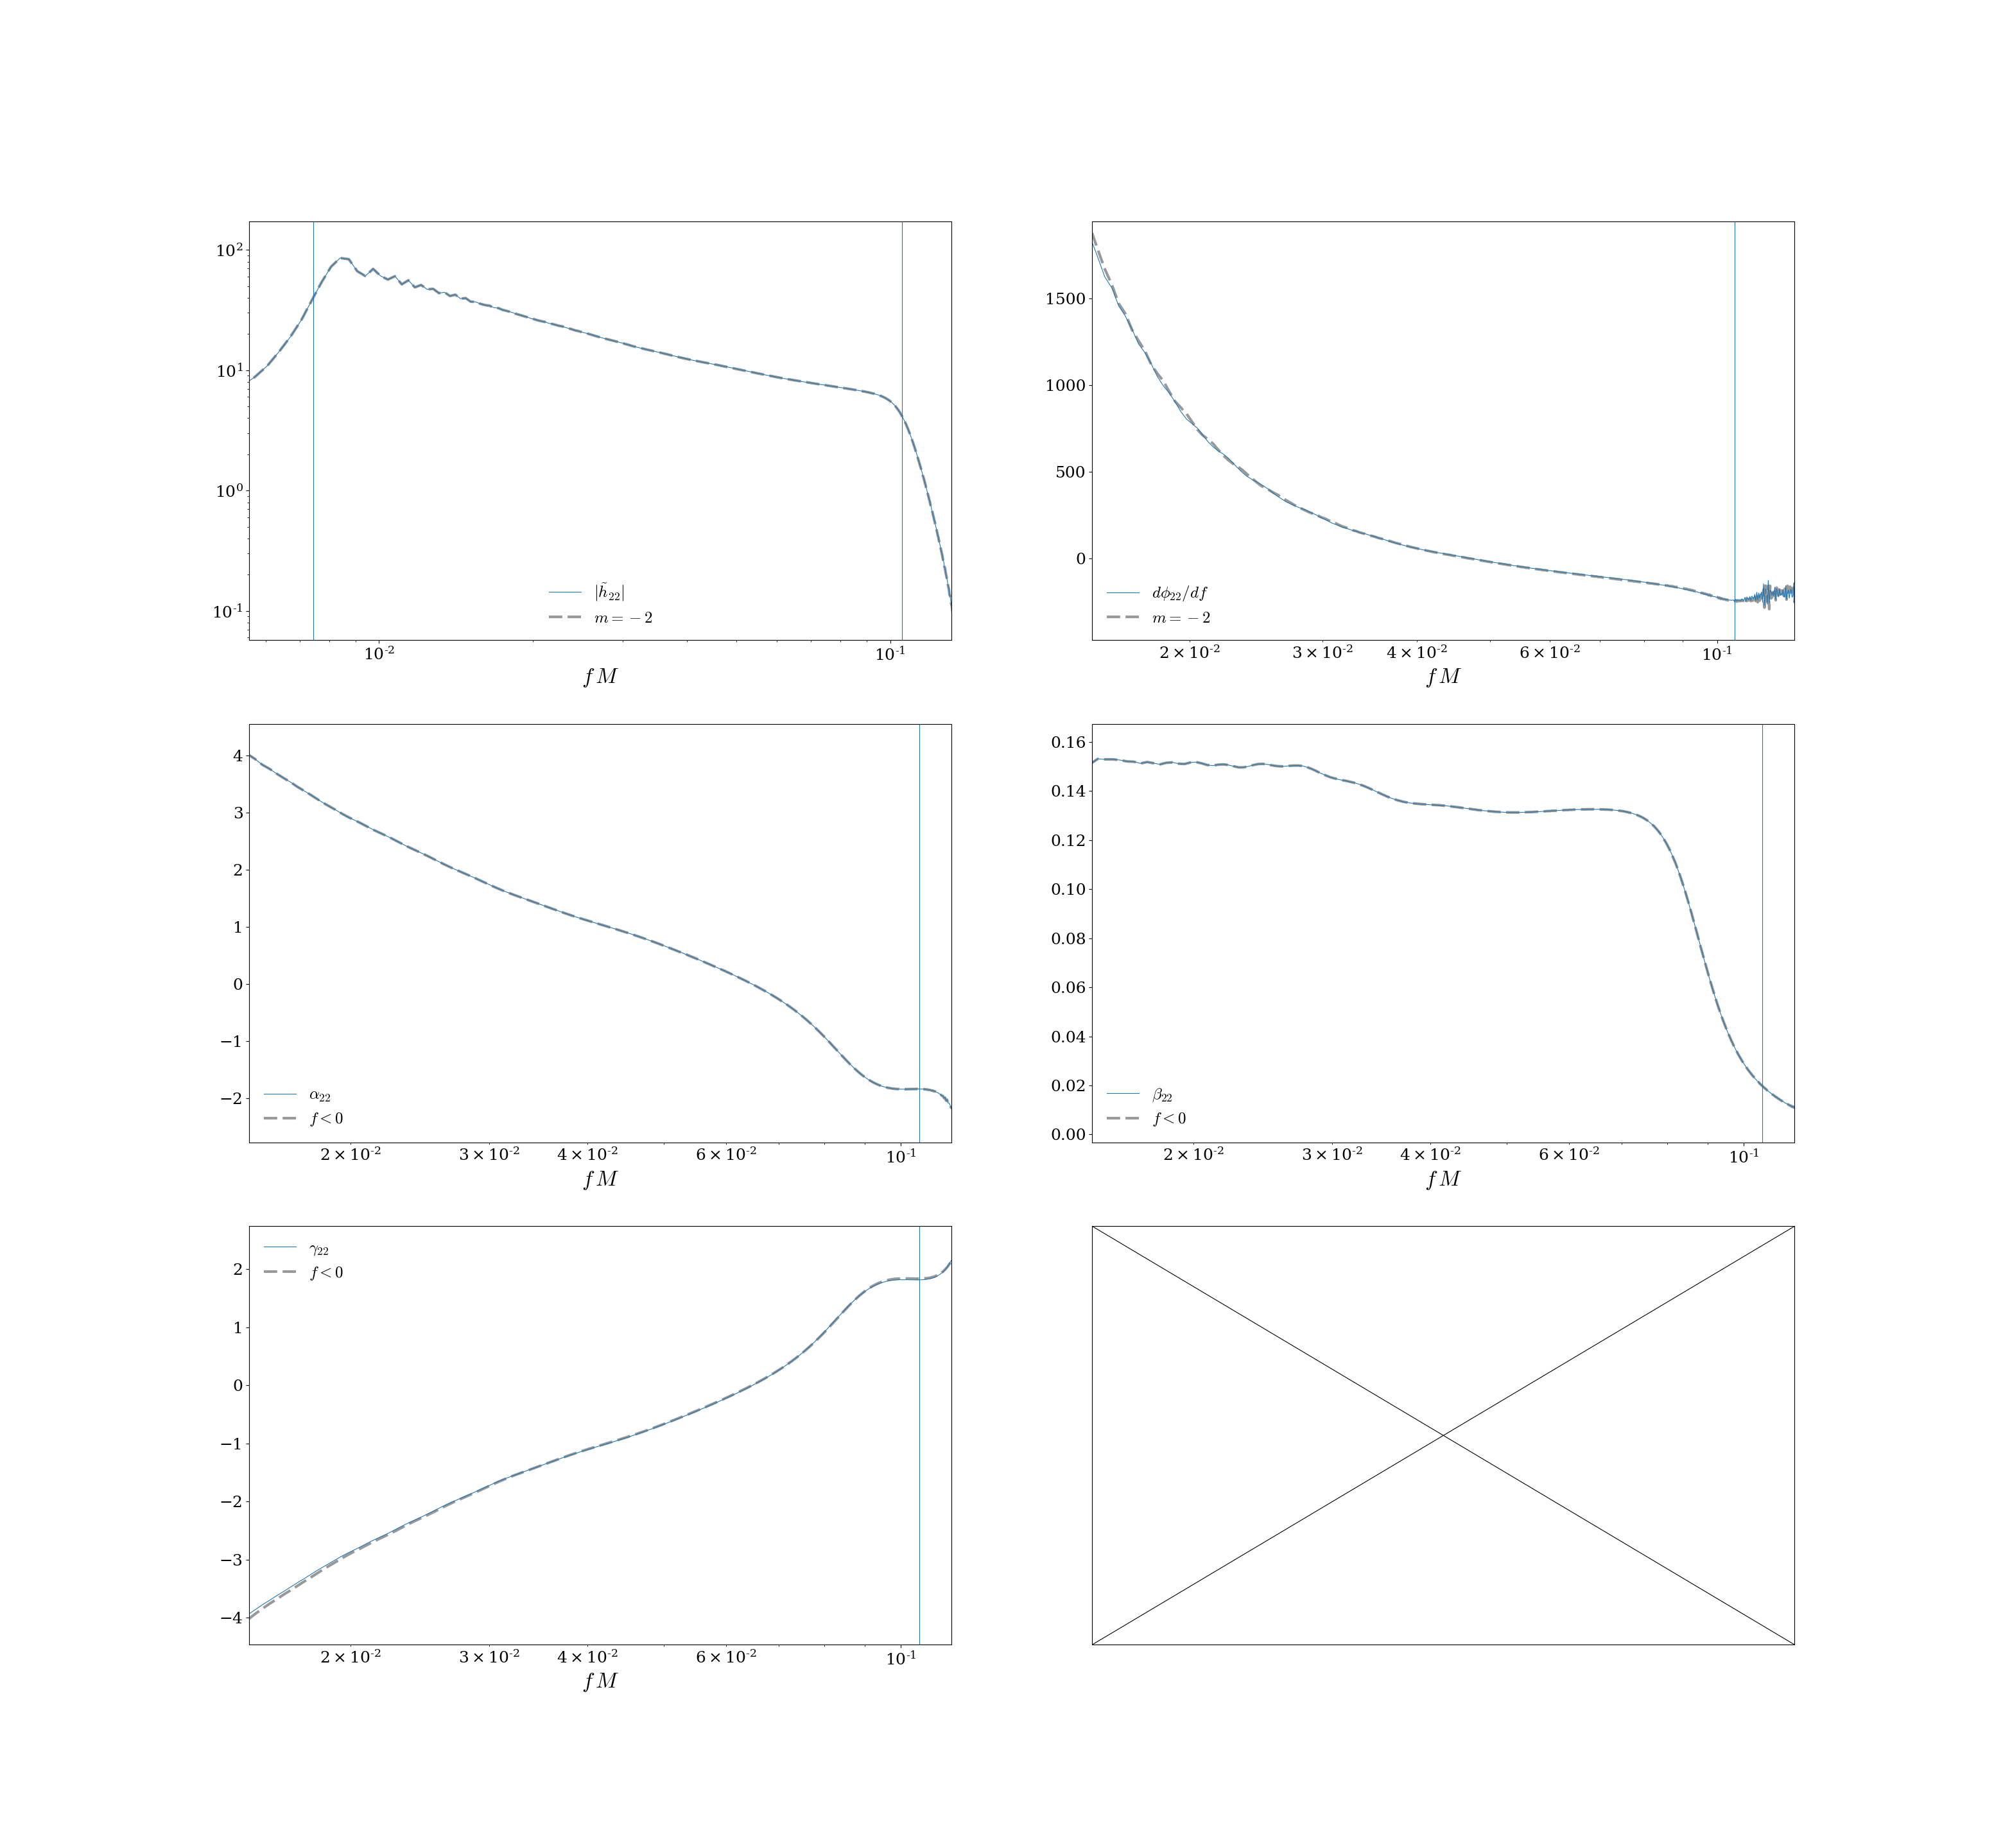 10²
10¹
10⁰
10⁻¹
|h̃₂₂|
m = −2
10⁻² 10⁻¹
f M
1500
1000
500
0
dϕ₂₂/df
m = −2
2 × 10⁻² 3 × 10⁻² 4 × 10⁻² 6 × 10⁻² 10⁻¹
f M
4
3
2
1
0
−1
−2
α₂₂
f < 0
2 × 10⁻² 3 × 10⁻² 4 × 10⁻² 6 × 10⁻² 10⁻¹
f M
0.16
0.14
0.12
0.10
0.08
0.06
0.04
0.02
0.00
β₂₂
f < 0
2 × 10⁻² 3 × 10⁻² 4 × 10⁻² 6 × 10⁻² 10⁻¹
f M
γ₂₂
f < 0
2
1
0
−1
−2
−3
−4
2 × 10⁻² 3 × 10⁻² 4 × 10⁻² 6 × 10⁻² 10⁻¹
f M